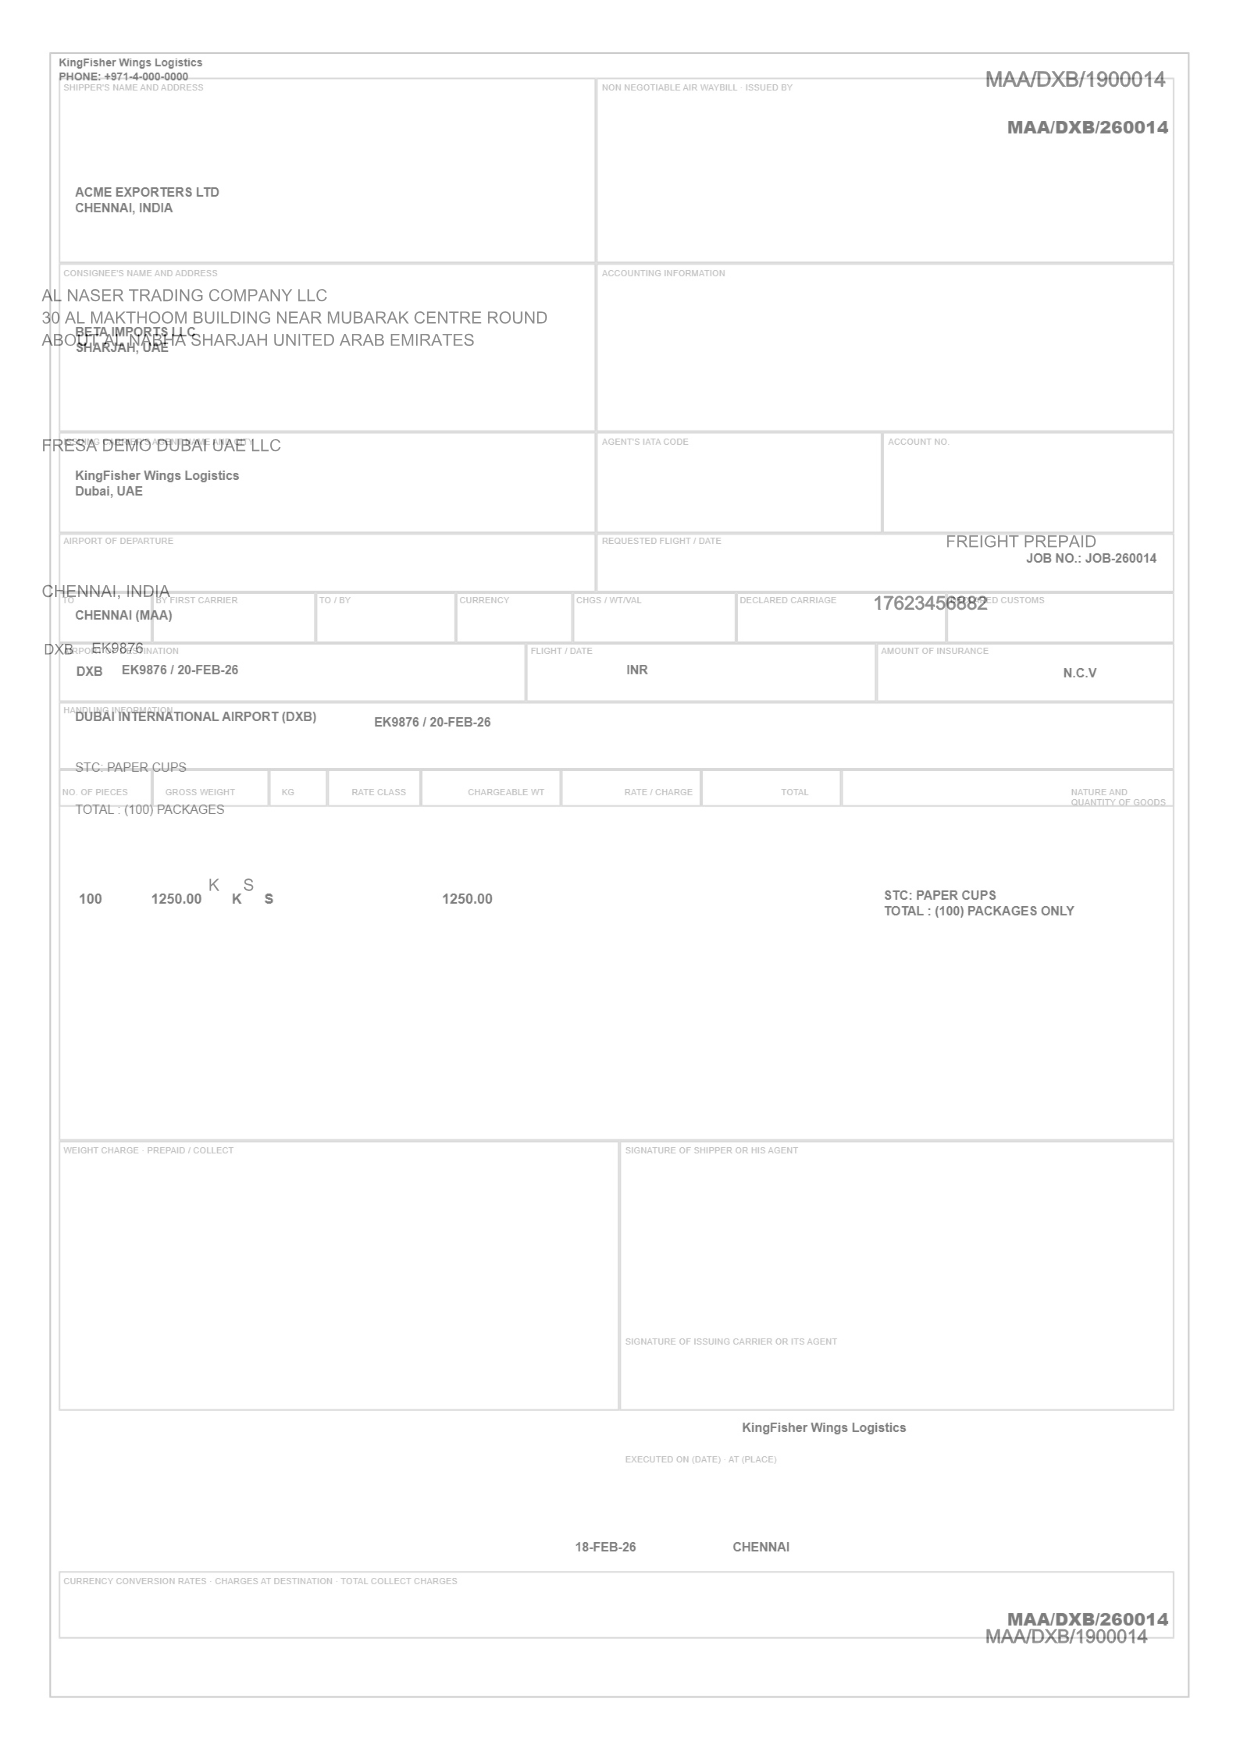 KingFisher Wings Logistics
PHONE: +971-4-000-0000
MAA/DXB/1900014
SHIPPER'S NAME AND ADDRESS
NON NEGOTIABLE AIR WAYBILL · ISSUED BY
MAA/DXB/260014
ACME EXPORTERS LTD
CHENNAI, INDIA
CONSIGNEE'S NAME AND ADDRESS
ACCOUNTING INFORMATION
AL NASER TRADING COMPANY LLC
30 AL MAKTHOOM BUILDING NEAR MUBARAK CENTRE ROUND
BETA IMPORTS LLC
ABOUT AL NABHA SHARJAH UNITED ARAB EMIRATES
SHARJAH, UAE
FRESA DEMO DUBAI UAE LLC
AGENT'S IATA CODE
ACCOUNT NO.
KingFisher Wings Logistics
Dubai, UAE
AIRPORT OF DEPARTURE
REQUESTED FLIGHT / DATE
FREIGHT PREPAID
JOB NO.: JOB-260014
CHENNAI, INDIA
TO
BY FIRST CARRIER
TO / BY
CURRENCY
CHGS / WT/VAL
DECLARED CARRIAGE
17623456882
CUSTOMS
CHENNAI (MAA)
DXB EK9876
AIRPORT OF DESTINATION
FLIGHT / DATE
AMOUNT OF INSURANCE
DXB EK9876 / 20-FEB-26
INR
N.C.V
HANDLING INFORMATION
DUBAI INTERNATIONAL AIRPORT (DXB)
EK9876 / 20-FEB-26
STC: PAPER CUPS
NO. OF PIECES
GROSS WEIGHT
KG
RATE CLASS
CHARGEABLE WT
RATE / CHARGE
TOTAL
NATURE AND
QUANTITY OF GOODS
TOTAL : (100) PACKAGES
K S
100 1250.00 K S 1250.00
STC: PAPER CUPS
TOTAL : (100) PACKAGES ONLY
WEIGHT CHARGE · PREPAID / COLLECT
SIGNATURE OF SHIPPER OR HIS AGENT
SIGNATURE OF ISSUING CARRIER OR ITS AGENT
KingFisher Wings Logistics
EXECUTED ON (DATE) · AT (PLACE)
18-FEB-26 CHENNAI
CURRENCY CONVERSION RATES · CHARGES AT DESTINATION · TOTAL COLLECT CHARGES
MAA/DXB/260014
MAA/DXB/1900014